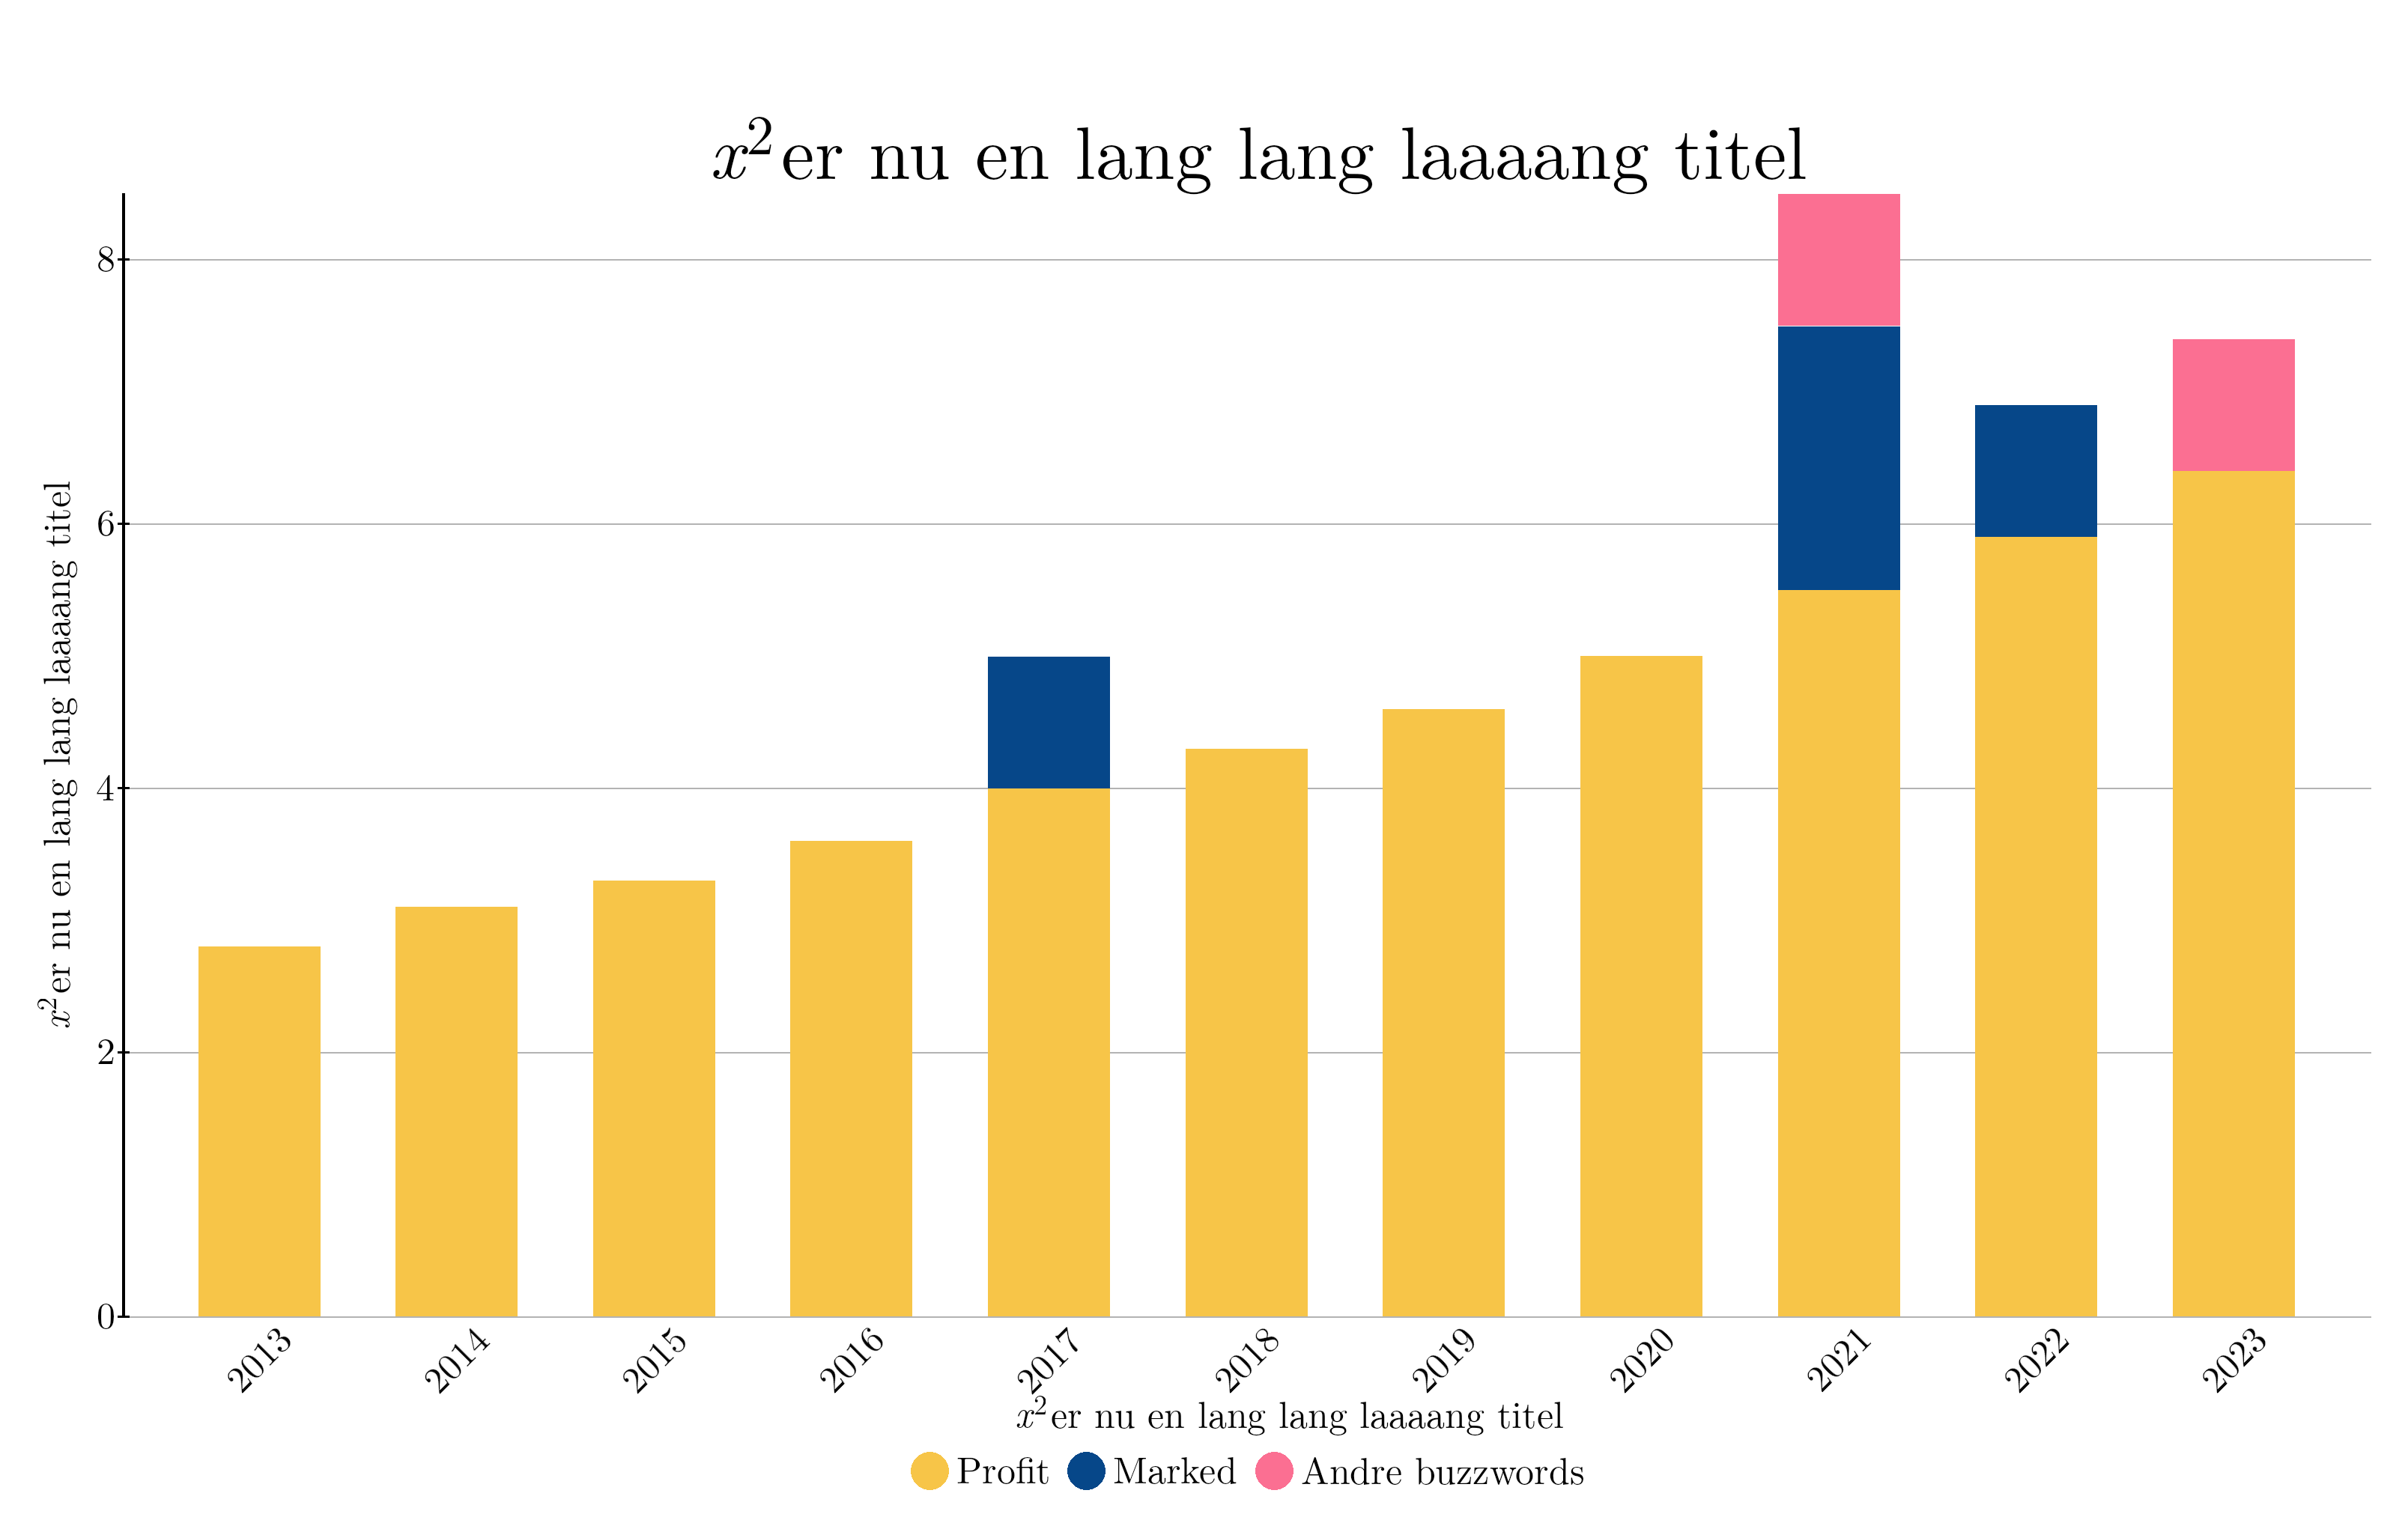 x²er nu en lang lang laaaang titel
x²er nu en lang lang laaaang titel
8
6
4
2
0
2013 2014 2015 2016 2017 2018 2019 2020 2021 2022 2023
x²er nu en lang lang laaaang titel
Profit Marked Andre buzzwords